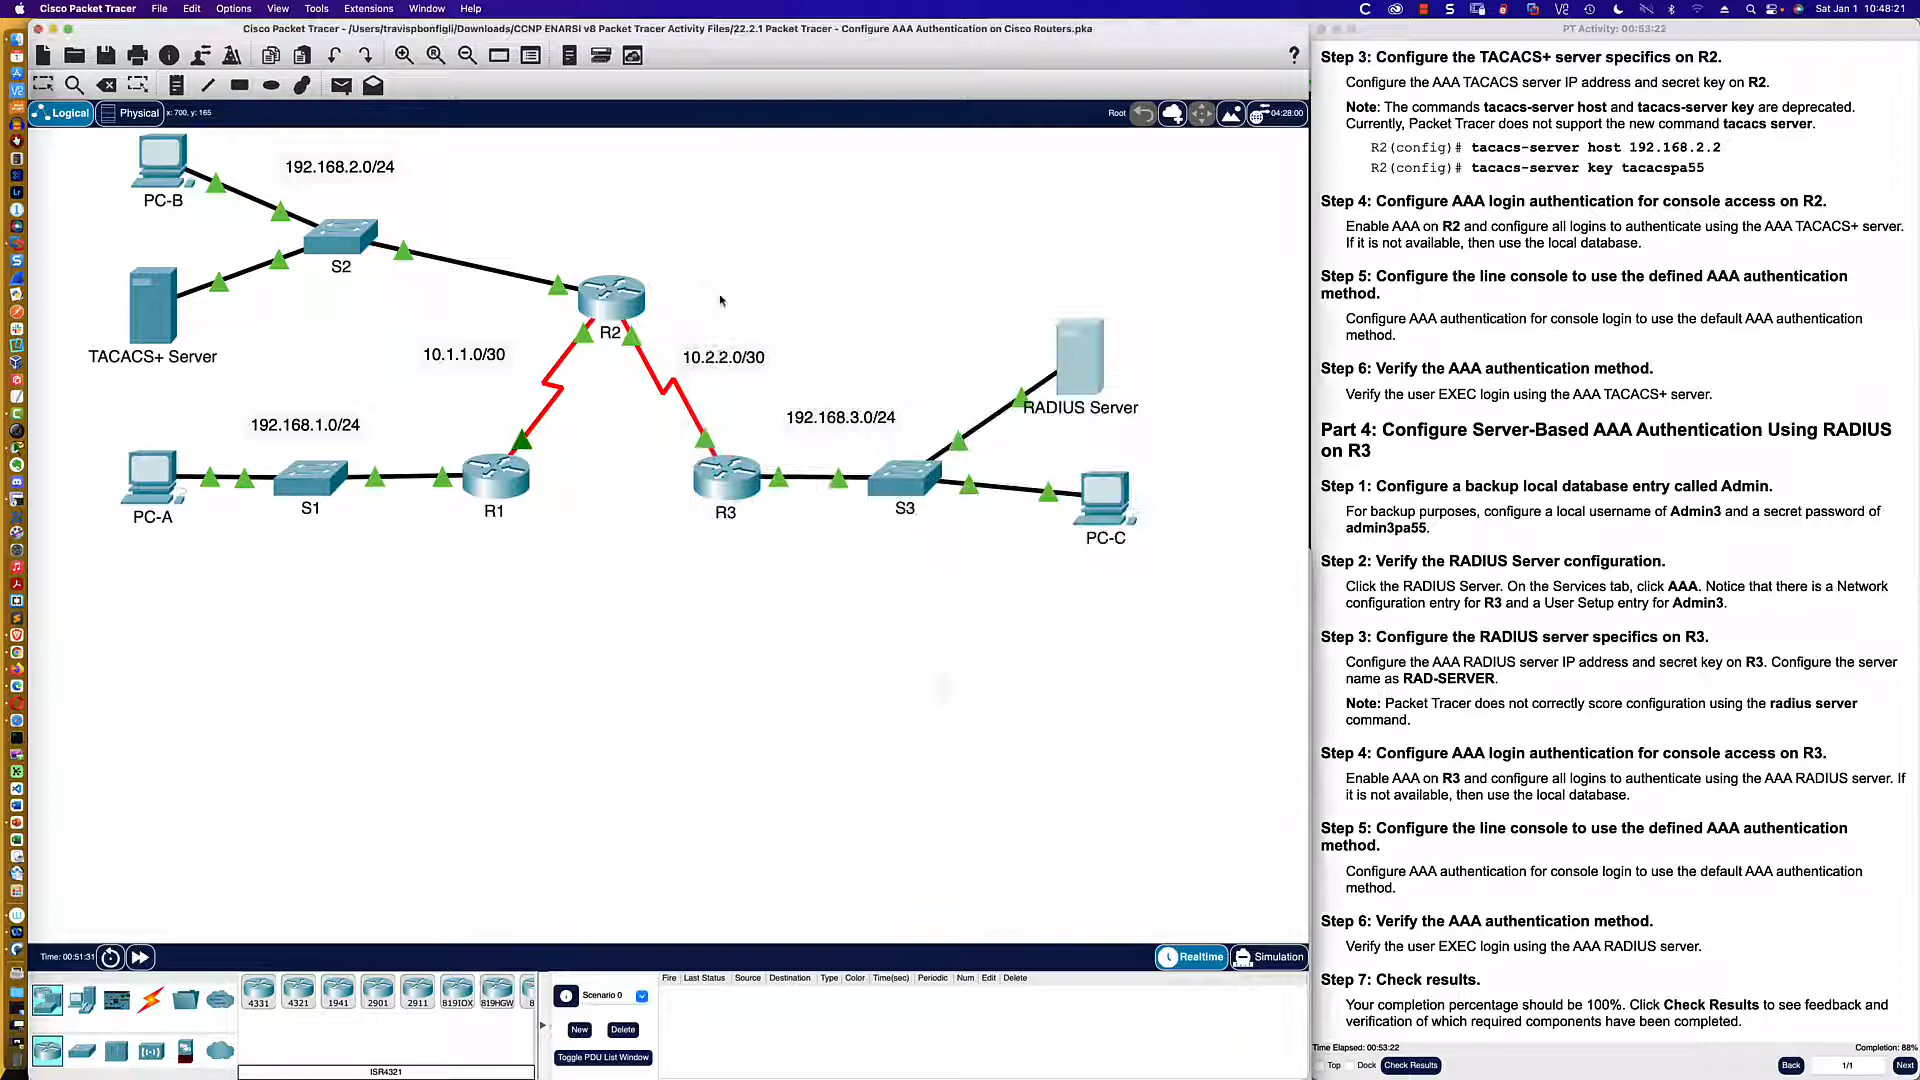 Cisco Packet Tracer File Edit Options View Tools Extensions Window Help
Sat Jan 1 10:48:21
Cisco Packet Tracer - /Users/travispbonfigli/Downloads/CCNP ENARSI v8 Packet Tracer Activity Files/22.2.1 Packet Tracer - Configure AAA Authentication on Cisco Routers.pka
PT Activity: 00:53:22
Logical
Physical
x: 700, y: 165
Root
04:28:00
PC-B
192.168.2.0/24
S2
TACACS+ Server
R2
10.1.1.0/30
10.2.2.0/30
RADIUS Server
192.168.1.0/24
192.168.3.0/24
PC-A
S1
R1
R3
S3
PC-C
Time: 00:51:31
Realtime
Simulation
4331
4321
1941
2901
2911
819IOX
819HGW
8
ISR4321
Scenario 0
New
Delete
Toggle PDU List Window
Fire Last Status Source Destination Type Color Time(sec) Periodic Num Edit Delete
Step 3: Configure the TACACS+ server specifics on R2.
Configure the AAA TACACS server IP address and secret key on R2.
Note: The commands tacacs-server host and tacacs-server key are deprecated.
Currently, Packet Tracer does not support the new command tacacs server.
R2(config)# tacacs-server host 192.168.2.2
R2(config)# tacacs-server key tacacspa55
Step 4: Configure AAA login authentication for console access on R2.
Enable AAA on R2 and configure all logins to authenticate using the AAA TACACS+ server.
If it is not available, then use the local database.
Step 5: Configure the line console to use the defined AAA authentication
method.
Configure AAA authentication for console login to use the default AAA authentication
method.
Step 6: Verify the AAA authentication method.
Verify the user EXEC login using the AAA TACACS+ server.
Part 4: Configure Server-Based AAA Authentication Using RADIUS
on R3
Step 1: Configure a backup local database entry called Admin.
For backup purposes, configure a local username of Admin3 and a secret password of
admin3pa55.
Step 2: Verify the RADIUS Server configuration.
Click the RADIUS Server. On the Services tab, click AAA. Notice that there is a Network
configuration entry for R3 and a User Setup entry for Admin3.
Step 3: Configure the RADIUS server specifics on R3.
Configure the AAA RADIUS server IP address and secret key on R3. Configure the server
name as RAD-SERVER.
Note: Packet Tracer does not correctly score configuration using the radius server
command.
Step 4: Configure AAA login authentication for console access on R3.
Enable AAA on R3 and configure all logins to authenticate using the AAA RADIUS server. If
it is not available, then use the local database.
Step 5: Configure the line console to use the defined AAA authentication
method.
Configure AAA authentication for console login to use the default AAA authentication
method.
Step 6: Verify the AAA authentication method.
Verify the user EXEC login using the AAA RADIUS server.
Step 7: Check results.
Your completion percentage should be 100%. Click Check Results to see feedback and
verification of which required components have been completed.
Time Elapsed: 00:53:22
Completion: 88%
Top
Dock
Check Results
Back
1/1
Next